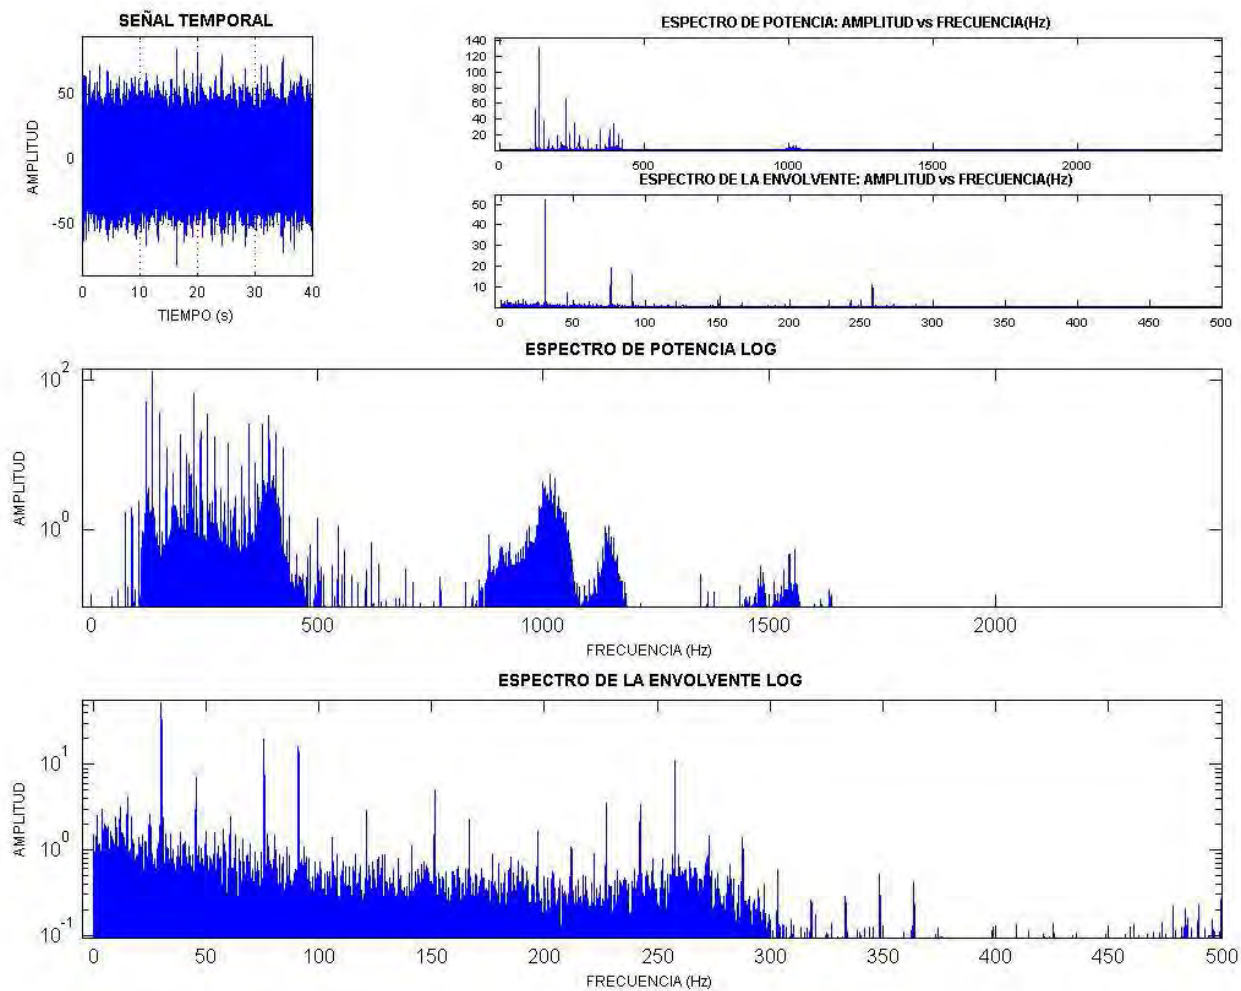 SEÑAL TEMPORAL
AMPLITUD
50
0
-50
0 10 20 30 40
TIEMPO (s)
ESPECTRO DE POTENCIA: AMPLITUD vs FRECUENCIA(Hz)
140
120
100
80
60
40
20
500 1000 1500 2000
ESPECTRO DE LA ENVOLVENTE: AMPLITUD vs FRECUENCIA(Hz)
50
40
30
20
10
0 50 100 150 200 250 300 350 400 450 500
ESPECTRO DE POTENCIA LOG
AMPLITUD
10^2
10^0
0 500 1000 1500 2000
FRECUENCIA (Hz)
ESPECTRO DE LA ENVOLVENTE LOG
AMPLITUD
10^1
10^0
10^-1
0 50 100 150 200 250 300 350 400 450 500
FRECUENCIA (Hz)